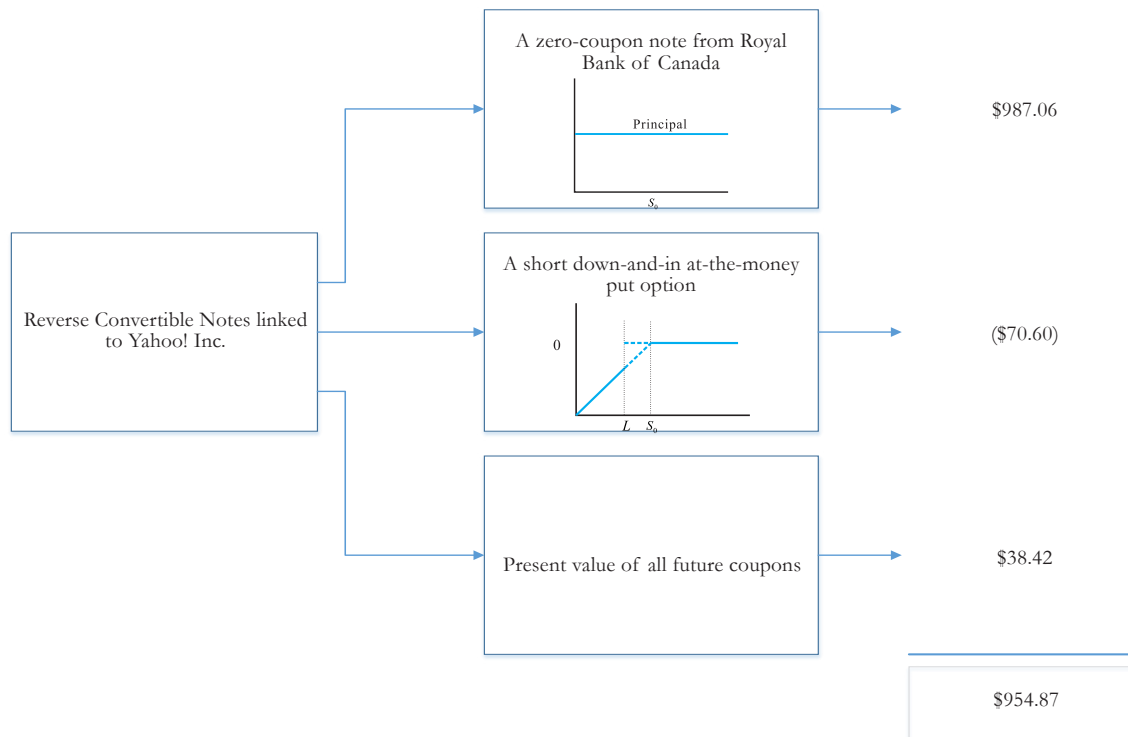 A zero-coupon note from Royal
Bank of Canada
Principal
S₀
$987.06
Reverse Convertible Notes linked
to Yahoo! Inc.
A short down-and-in at-the-money
put option
0
L S₀
($70.60)
Present value of all future coupons
$38.42
$954.87